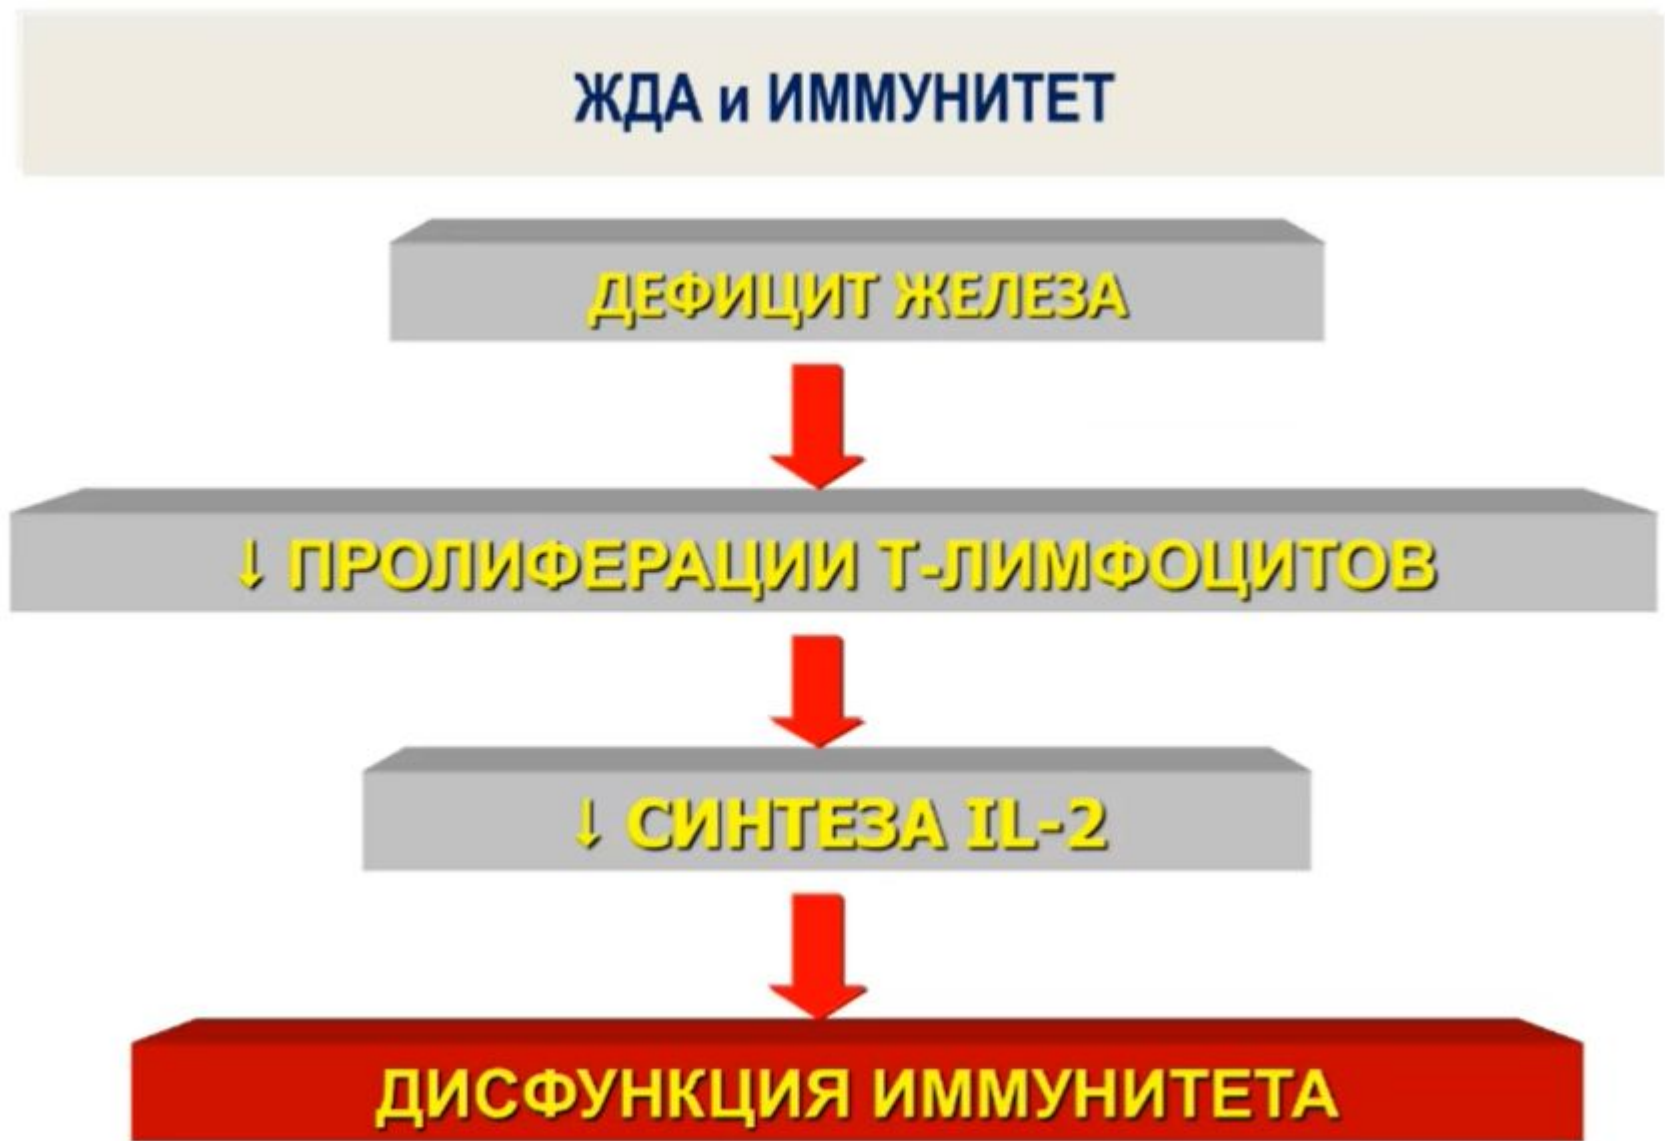 ЖДА и ИММУНИТЕТ
ДЕФИЦИТ ЖЕЛЕЗА
↓ ПРОЛИФЕРАЦИИ Т-ЛИМФОЦИТОВ
↓ СИНТЕЗА IL-2
ДИСФУНКЦИЯ ИММУНИТЕТА